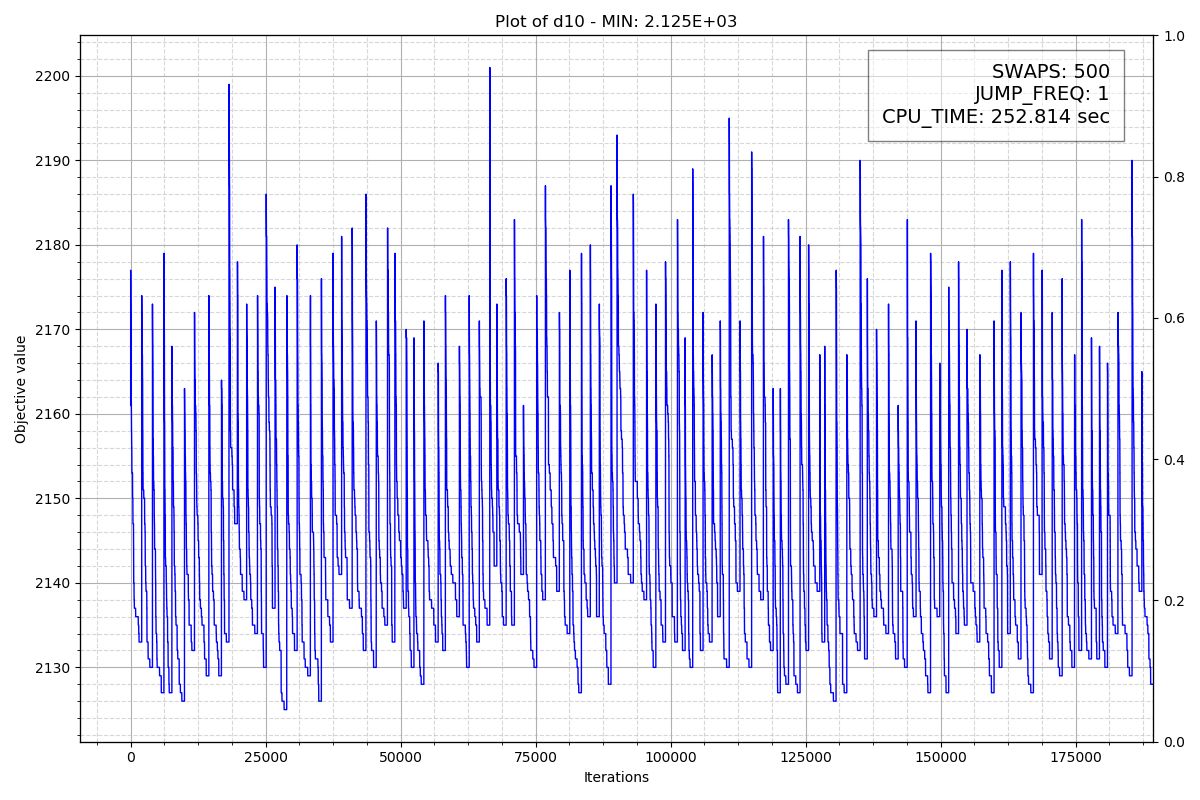 Plot of d10 - MIN: 2.125E+03
SWAPS: 500
JUMP_FREQ: 1
CPU_TIME: 252.814 sec
Objective value
2200
2190
2180
2170
2160
2150
2140
2130
1.0
0.8
0.6
0.4
0.2
0.0
0 25000 50000 75000 100000 125000 150000 175000
Iterations